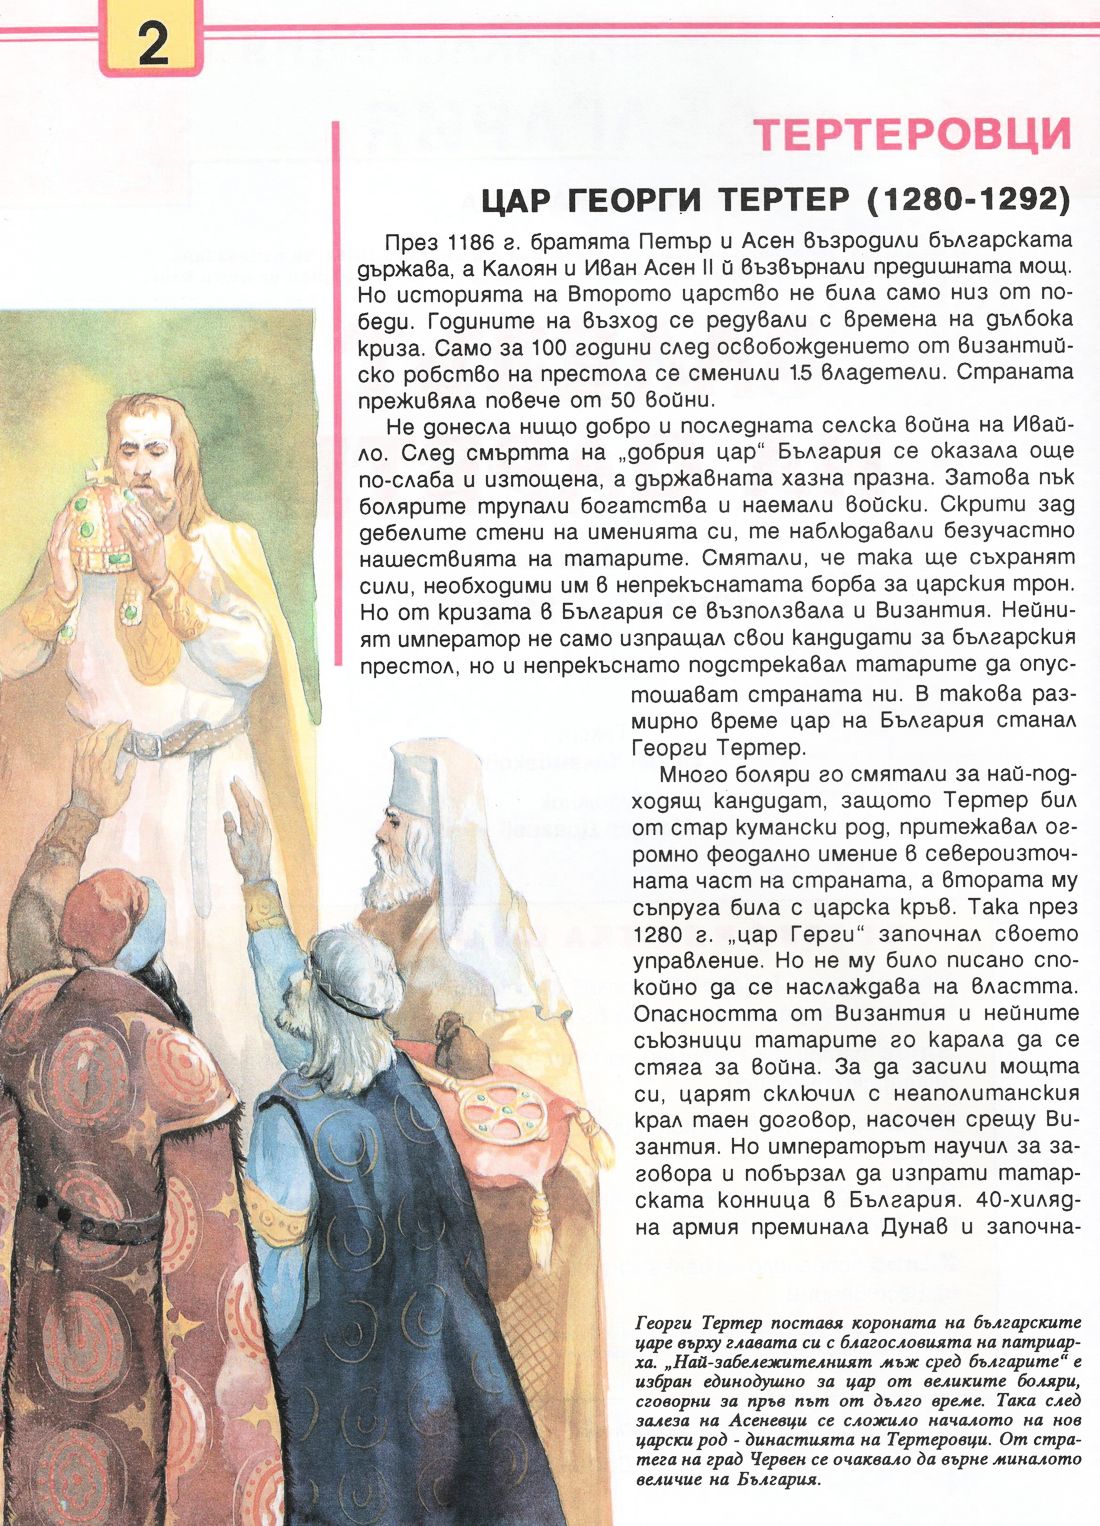 2
ТЕРТЕРОВЦИ
ЦАР ГЕОРГИ ТЕРТЕР (1280-1292)
През 1186 г. братята Петър и Асен възродили българската
държава, а Калоян и Иван Асен II й възвърнали предишната мощ.
Но историята на Второто царство не била само низ от по-
беди. Годините на възход се редували с времена на дълбока
криза. Само за 100 години след освобождението от византий-
ско робство на престола се сменили 15 владетели. Страната
преживяла повече от 50 войни.
Не донесла нищо добро и последната селска война на Ивай-
ло. След смъртта на „добрия цар“ България се оказала още
по-слаба и изтощена, а държавната хазна празна. Затова пък
болярите трупали богатства и наемали войски. Скрити зад
дебелите стени на именията си, те наблюдавали безучастно
нашествията на татарите. Смятали, че така ще съхранят
сили, необходими им в непрекъснатата борба за царския трон.
Но от кризата в България се възползвала и Византия. Нейни-
ят император не само изпращал свои кандидати за българския
престол, но и непрекъснато подстрекавал татарите да опус-
тошават страната ни. В такова раз-
мирно време цар на България станал
Георги Тертер.
Много боляри го смятали за най-под-
ходящ кандидат, защото Тертер бил
от стар кумански род, притежавал ог-
ромно феодално имение в североизточ-
ната част на страната, а втората му
съпруга била с царска кръв. Така през
1280 г. „цар Герги“ започнал своето
управление. Но не му било писано спо-
койно да се наслаждава на властта.
Опасността от Византия и нейните
съюзници татарите го карала да се
стяга за война. За да засили мощта
си, царят сключил с неаполитанския
крал таен договор, насочен срещу Ви-
зантия. Но императорът научил за за-
говора и побързал да изпрати татар-
ската конница в България. 40-хиляд-
на армия преминала Дунав и започна-
Георги Тертер поставя короната на българските
царе върху главата си с благословията на патриар-
ха. „Най-забележителният мъж сред българите“ е
избран единодушно за цар от великите боляри,
сговорни за пръв път от дълго време. Така след
залеза на Асеневци се сложило началото на нов
царски род - династията на Тертеровци. От стра-
тега на град Червен се очаквало да върне миналото
величие на България.